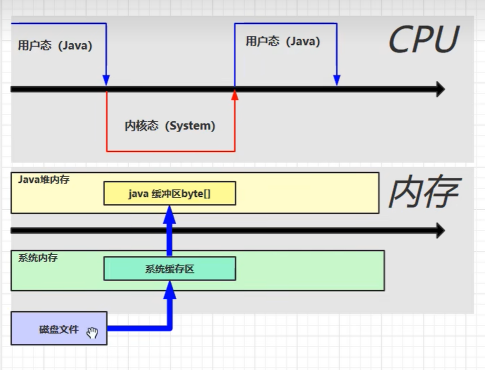 CPU
用户态（Java）
用户态（Java）
内核态（System）
内存
Java堆内存
java 缓冲区byte[]
系统内存
系统缓存区
磁盘文件